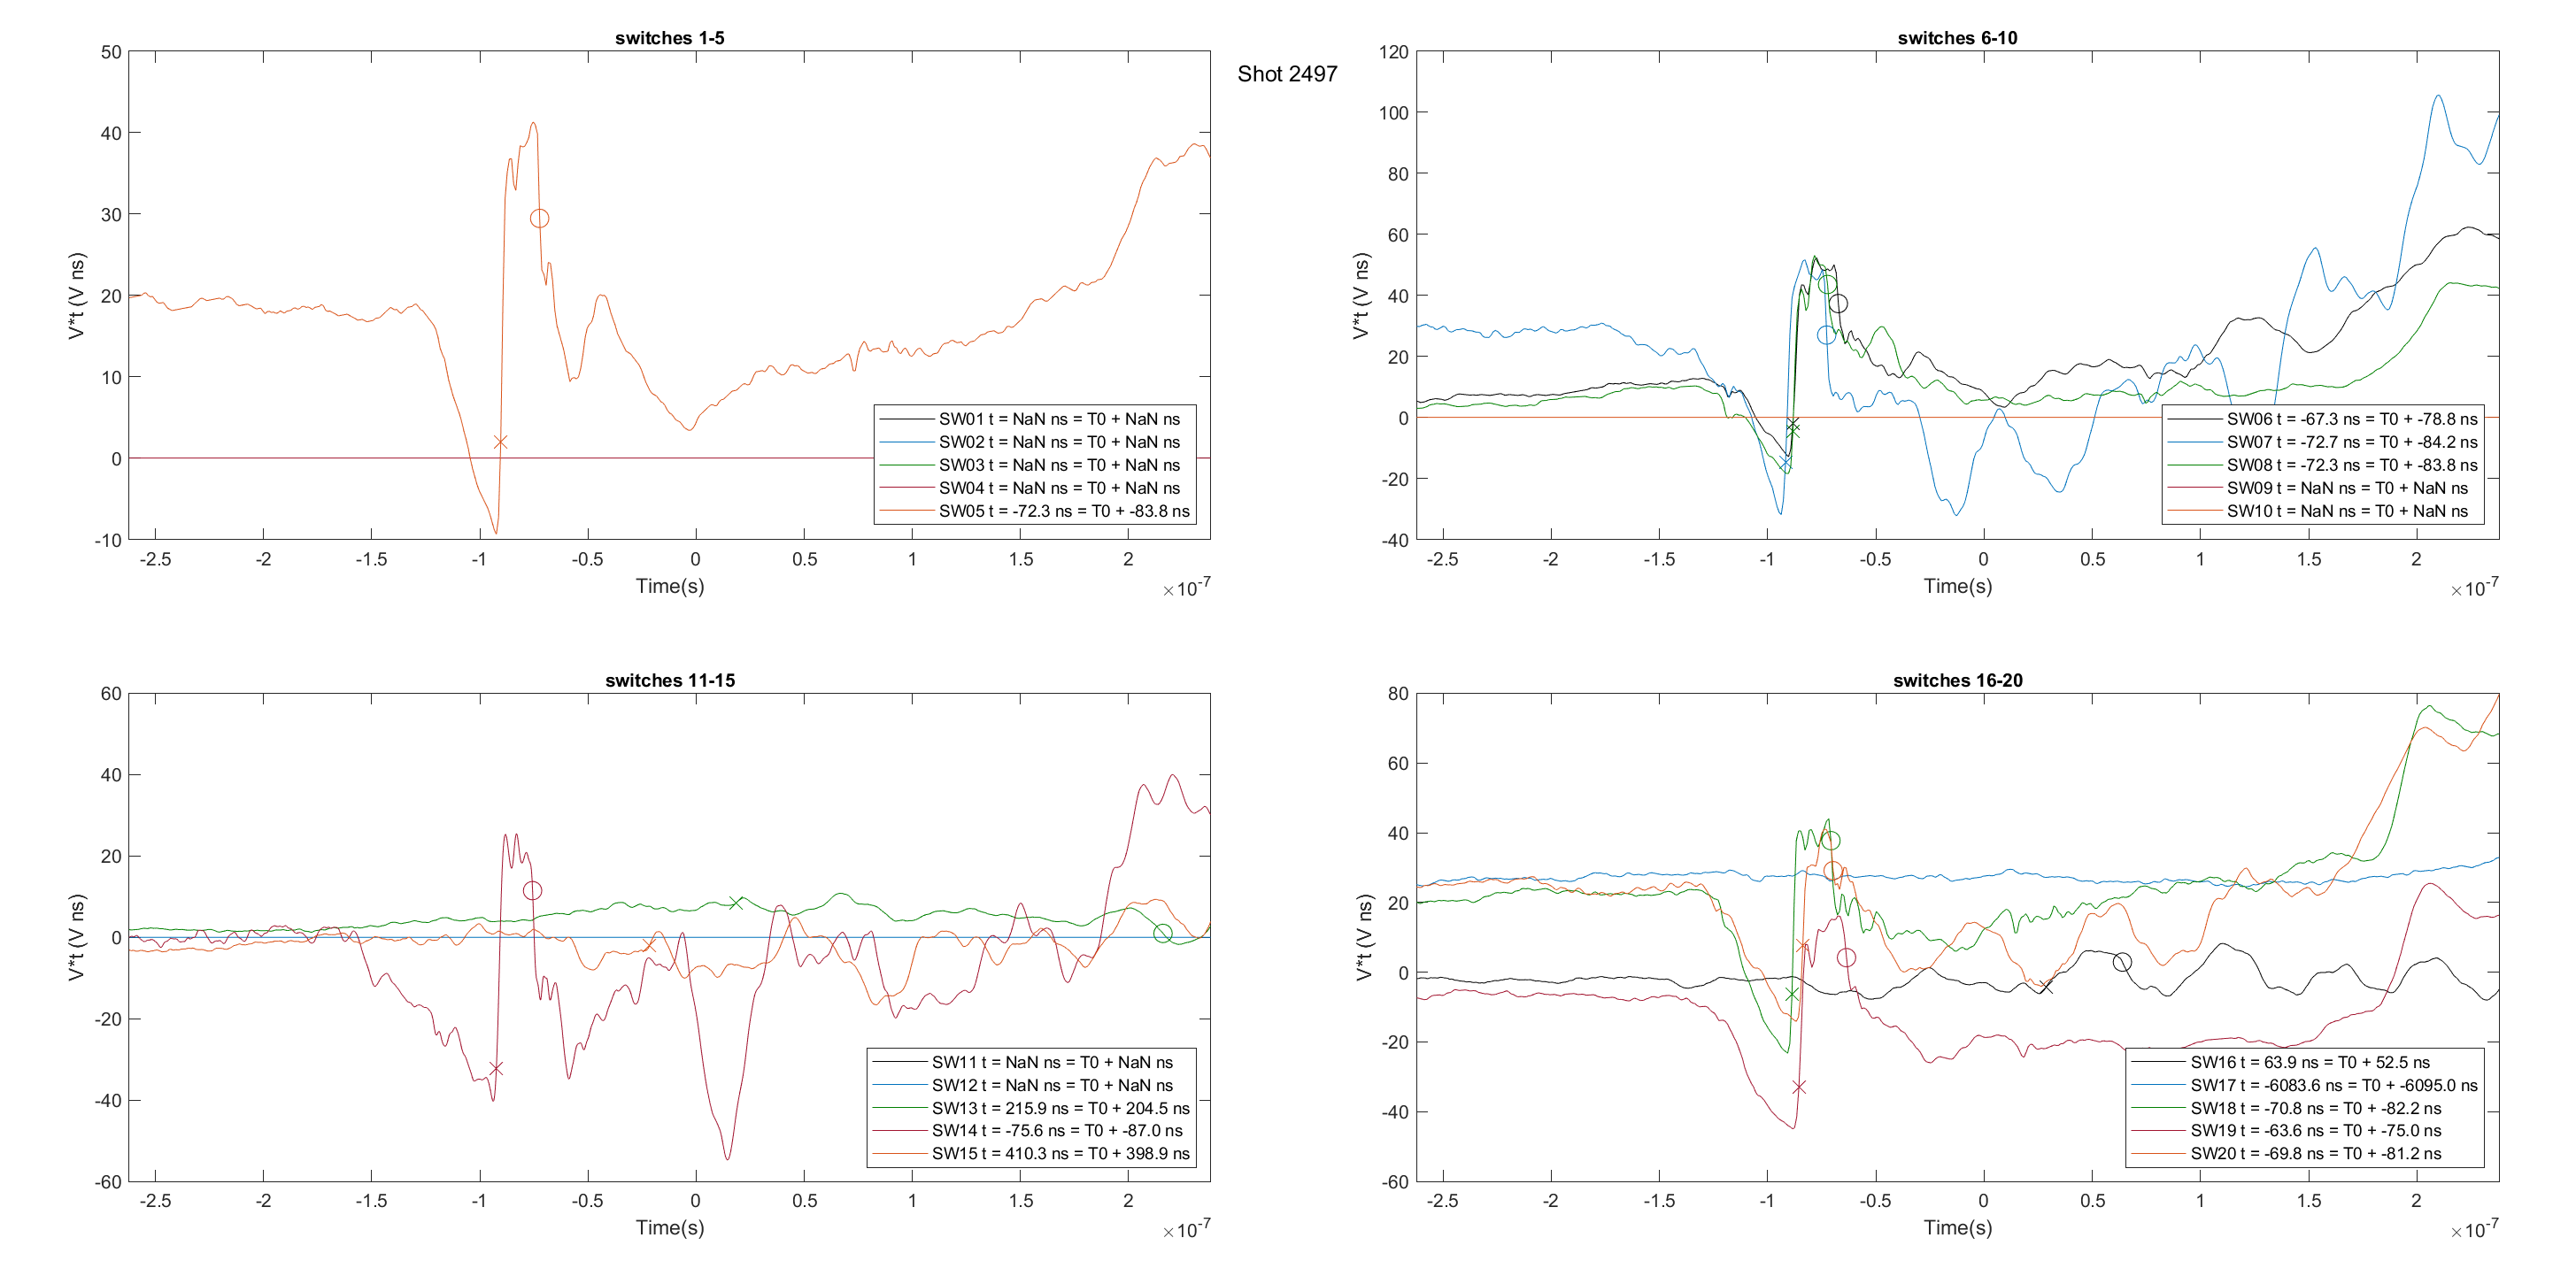 Shot 2497
switches 1-5
50
40
30
20
10
0
-10
V*t (V ns)
-2.5 -2 -1.5 -1 -0.5 0 0.5 1 1.5 2
Time(s)
×10-7
SW01 t = NaN ns = T0 + NaN ns
SW02 t = NaN ns = T0 + NaN ns
SW03 t = NaN ns = T0 + NaN ns
SW04 t = NaN ns = T0 + NaN ns
SW05 t = -72.3 ns = T0 + -83.8 ns
switches 6-10
120
100
80
60
40
20
0
-20
-40
V*t (V ns)
-2.5 -2 -1.5 -1 -0.5 0 0.5 1 1.5 2
Time(s)
×10-7
SW06 t = -67.3 ns = T0 + -78.8 ns
SW07 t = -72.7 ns = T0 + -84.2 ns
SW08 t = -72.3 ns = T0 + -83.8 ns
SW09 t = NaN ns = T0 + NaN ns
SW10 t = NaN ns = T0 + NaN ns
switches 11-15
60
40
20
0
-20
-40
-60
V*t (V ns)
-2.5 -2 -1.5 -1 -0.5 0 0.5 1 1.5 2
Time(s)
×10-7
SW11 t = NaN ns = T0 + NaN ns
SW12 t = NaN ns = T0 + NaN ns
SW13 t = 215.9 ns = T0 + 204.5 ns
SW14 t = -75.6 ns = T0 + -87.0 ns
SW15 t = 410.3 ns = T0 + 398.9 ns
switches 16-20
80
60
40
20
0
-20
-40
-60
V*t (V ns)
-2.5 -2 -1.5 -1 -0.5 0 0.5 1 1.5 2
Time(s)
×10-7
SW16 t = 63.9 ns = T0 + 52.5 ns
SW17 t = -6083.6 ns = T0 + -6095.0 ns
SW18 t = -70.8 ns = T0 + -82.2 ns
SW19 t = -63.6 ns = T0 + -75.0 ns
SW20 t = -69.8 ns = T0 + -81.2 ns